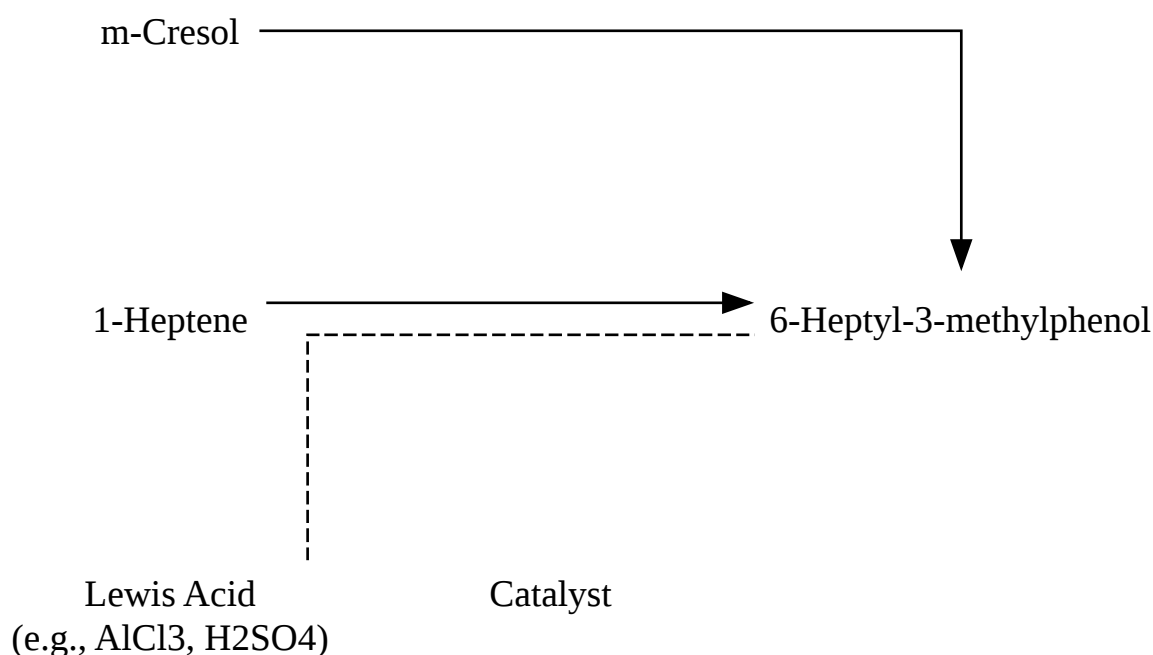 m-Cresol
1-Heptene
6-Heptyl-3-methylphenol
Lewis Acid
(e.g., AlCl3, H2SO4)
Catalyst